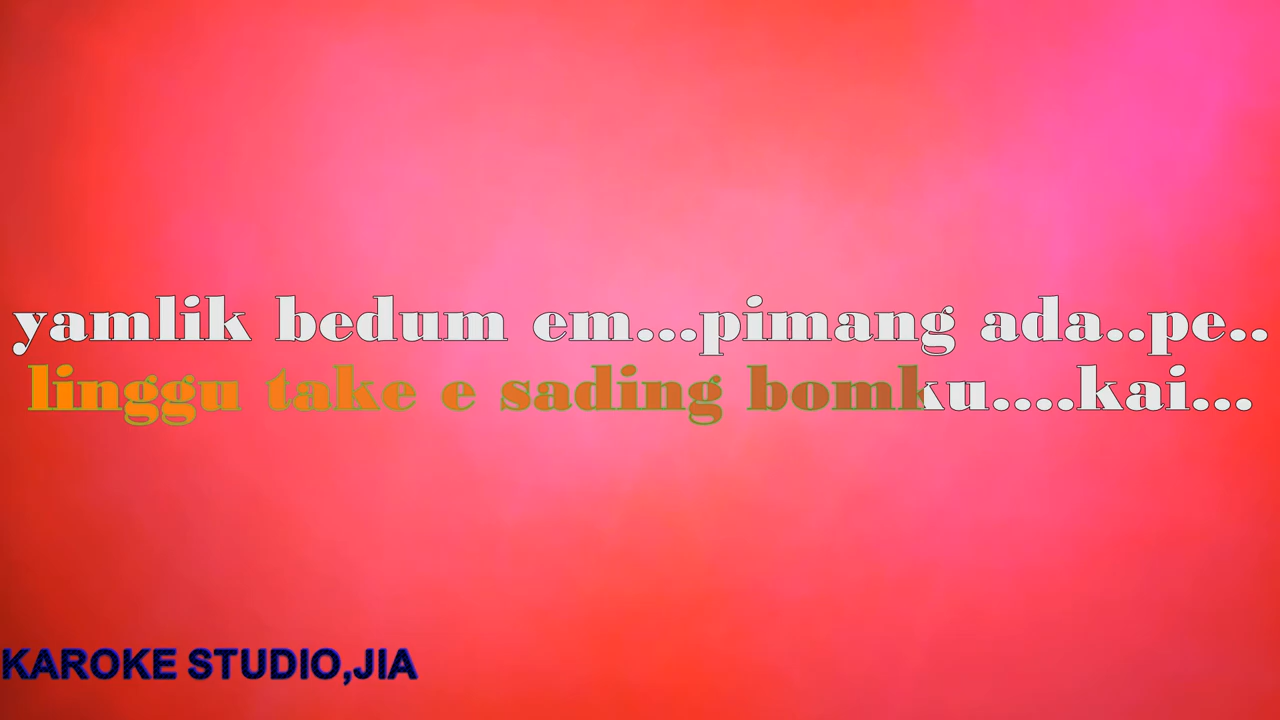 yamlik bedum em...pimang ada..pe..
linggu take e sading bomku....kai...
KAROKE STUDIO,JIA